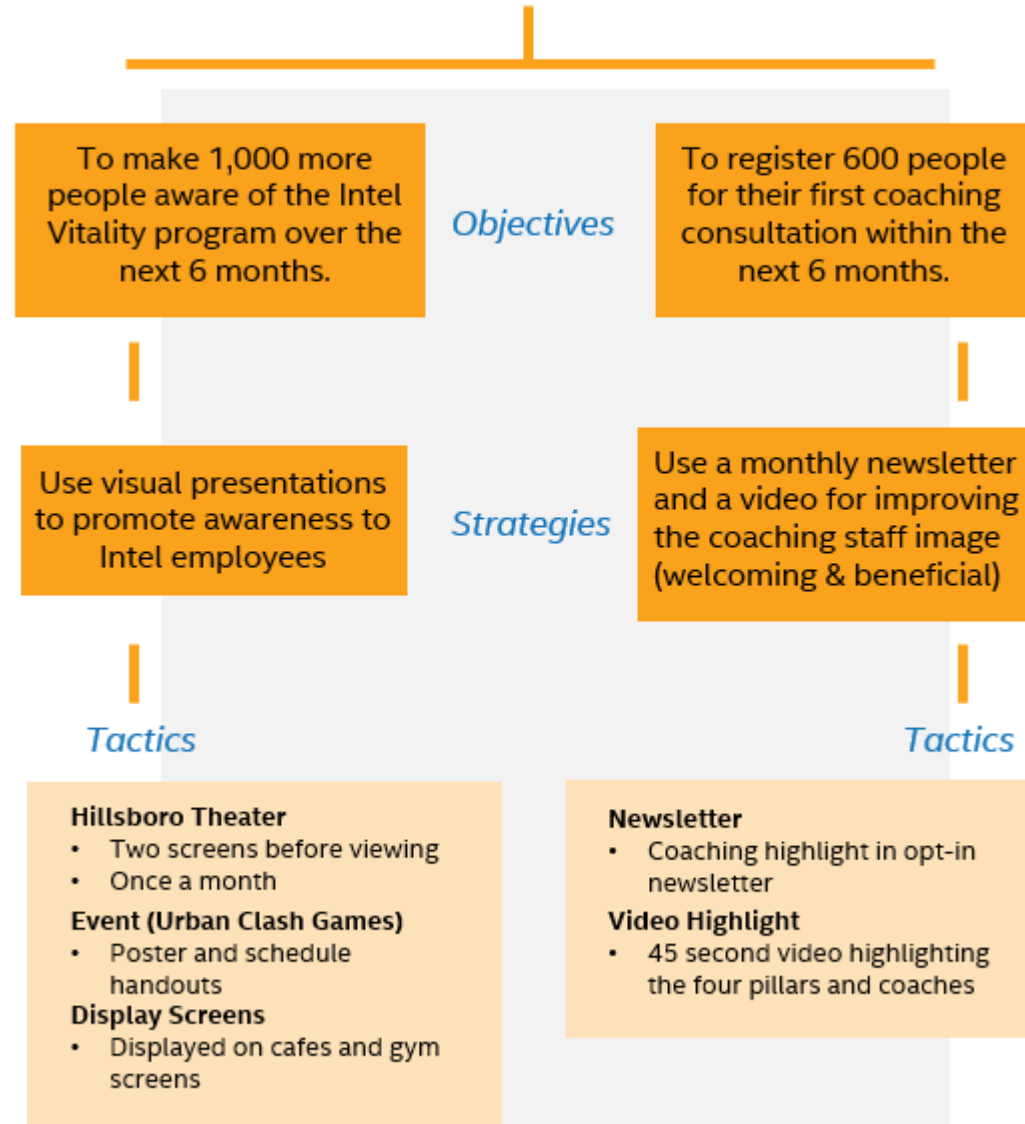 To make 1,000 more
people aware of the Intel
Vitality program over the
next 6 months.
Objectives
To register 600 people
for their first coaching
consultation within the
next 6 months.
Use visual presentations
to promote awareness to
Intel employees
Strategies
Use a monthly newsletter
and a video for improving
the coaching staff image
(welcoming & beneficial)
Tactics
Hillsboro Theater
• Two screens before viewing
• Once a month
Event (Urban Clash Games)
• Poster and schedule
handouts
Display Screens
• Displayed on cafes and gym
screens
Tactics
Newsletter
• Coaching highlight in opt-in
newsletter
Video Highlight
• 45 second video highlighting
the four pillars and coaches